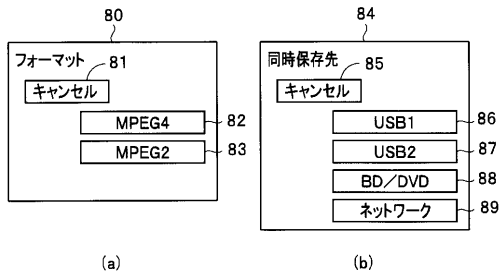 80
フォーマット
81
キャンセル
MPEG4
82
MPEG2
83
(a)
84
同時保存先
85
キャンセル
USB1
86
USB2
87
BD/DVD
88
ネットワーク
89
(b)